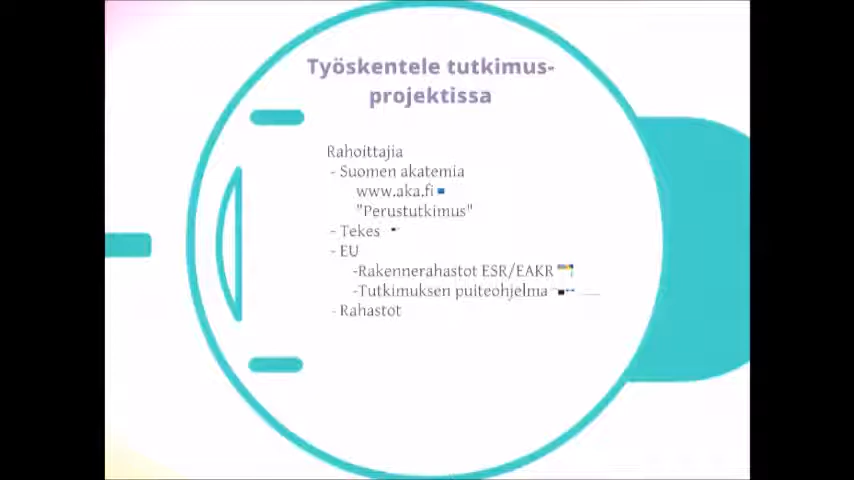 Työskentele tutkimus-
projektissa
Rahoittajia
- Suomen akatemia
www.aka.fi
"Perustutkimus"
- Tekes
- EU
-Rakennerahastot ESR/EAKR
-Tutkimuksen puiteohjelma
- Rahastot